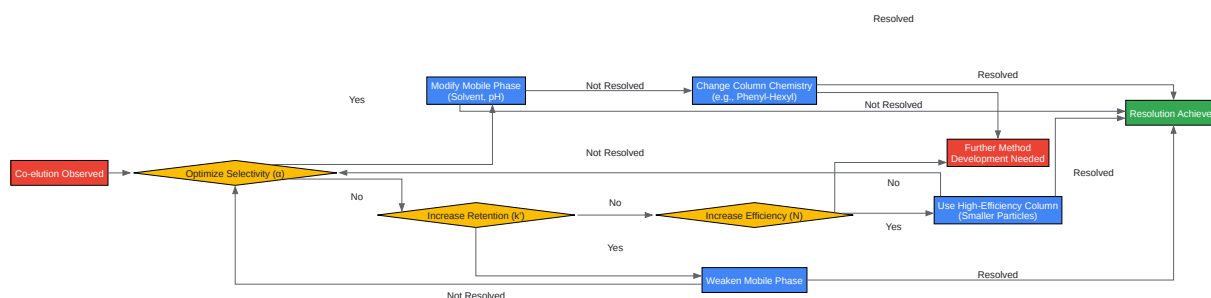 Resolved
Modify Mobile Phase
(Solvent, pH)
Not Resolved
Change Column Chemistry
(e.g., Phenyl-Hexyl)
Resolved
Yes
Not Resolved
Resolution Achieve
Co-elution Observed
Optimize Selectivity (α)
Not Resolved
Further Method
Development Needed
Resolved
No
No
Increase Retention (k')
No
Increase Efficiency (N)
Yes
Use High-Efficiency Column
(Smaller Particles)
Yes
Weaken Mobile Phase
Resolved
Not Resolved